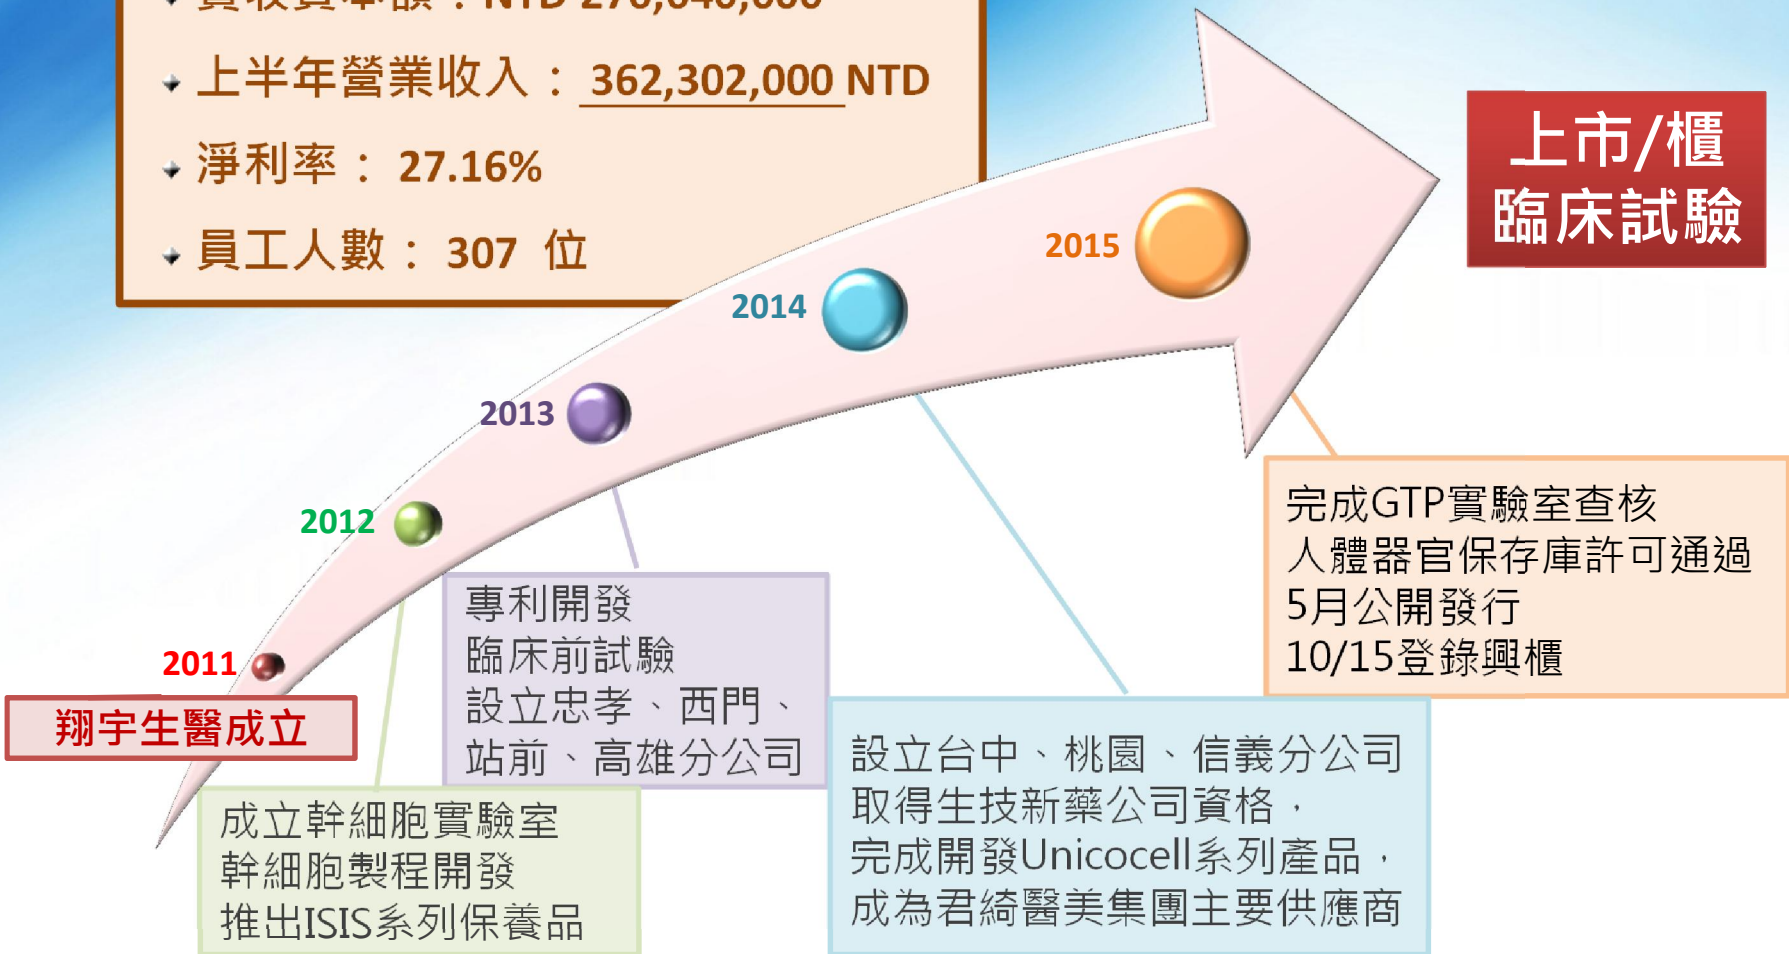 上半年營業收入： 362,302,000 NTD
淨利率： 27.16%
員工人數： 307 位
上市/櫃
臨床試驗
2015
2014
2013
2012
2011
翔宇生醫成立
成立幹細胞實驗室
幹細胞製程開發
推出ISIS系列保養品
專利開發
臨床前試驗
設立忠孝、西門、
站前、高雄分公司
設立台中、桃園、信義分公司
取得生技新藥公司資格，
完成開發Unicocell系列產品，
成為君綺醫美集團主要供應商
完成GTP實驗室查核
人體器官保存庫許可通過
5月公開發行
10/15登錄興櫃